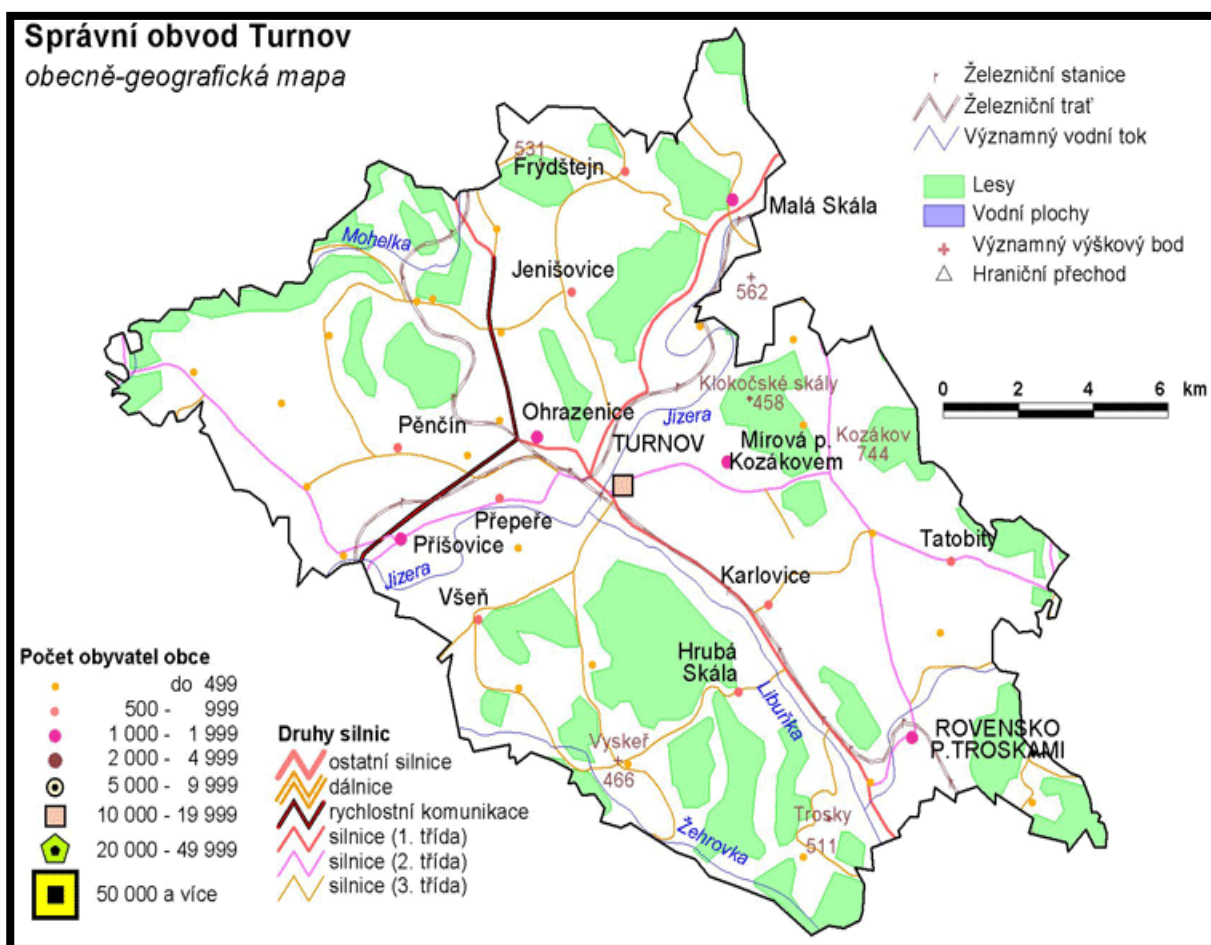 Správní obvod Turnov
obecně-geografická mapa
Železniční stanice
Železniční trať
Významný vodní tok
Lesy
Vodní plochy
Významný výškový bod
Hraniční přechod
0 2 4 6 km
531
Frýdštejn
Malá Skála
Mohelka
Jenišovice
562
Klokočské skály
458
Jizera
Ohrazenice
Pěnčín
TURNOV
Mírová p.
Kozákovem
Kozákov
744
Přepeře
Příšovice
Jizera
Tatobity
Karlovice
Všeň
Hrubá
Skála
Libuňka
ROVENSKO
P.TROSKAMI
Vyskeř
466
Trosky
511
Žehrovka
Počet obyvatel obce
do 499
500 - 999
1 000 - 1 999
2 000 - 4 999
5 000 - 9 999
10 000 - 19 999
20 000 - 49 999
50 000 a více
Druhy silnic
ostatní silnice
dálnice
rychlostní komunikace
silnice (1. třída)
silnice (2. třída)
silnice (3. třída)